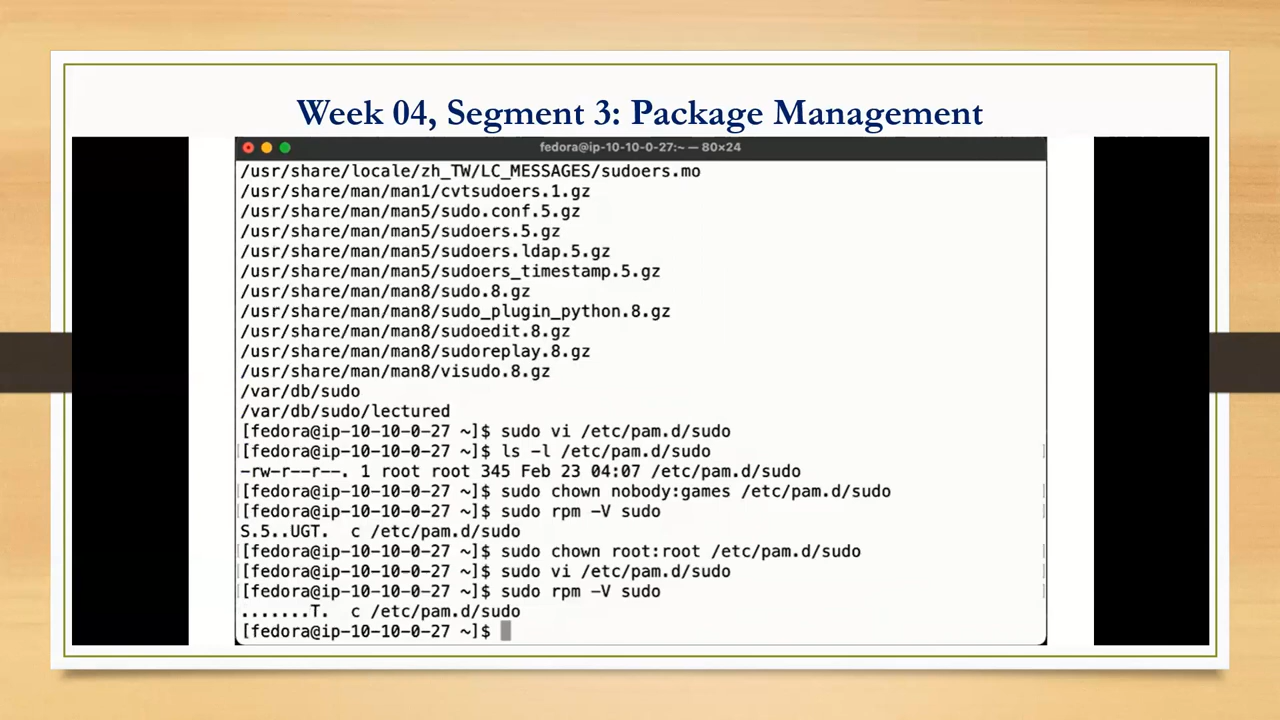 Week 04, Segment 3: Package Management
fedora@ip-10-10-0-27:~ — 80×24
/usr/share/locale/zh_TW/LC_MESSAGES/sudoers.mo
/usr/share/man/man1/cvtsudoers.1.gz
/usr/share/man/man5/sudo.conf.5.gz
/usr/share/man/man5/sudoers.5.gz
/usr/share/man/man5/sudoers.ldap.5.gz
/usr/share/man/man5/sudoers_timestamp.5.gz
/usr/share/man/man8/sudo.8.gz
/usr/share/man/man8/sudo_plugin_python.8.gz
/usr/share/man/man8/sudoedit.8.gz
/usr/share/man/man8/sudoreplay.8.gz
/usr/share/man/man8/visudo.8.gz
/var/db/sudo
/var/db/sudo/lectured
[fedora@ip-10-10-0-27 ~]$ sudo vi /etc/pam.d/sudo
[fedora@ip-10-10-0-27 ~]$ ls -l /etc/pam.d/sudo
-rw-r--r--. 1 root root 345 Feb 23 04:07 /etc/pam.d/sudo
[fedora@ip-10-10-0-27 ~]$ sudo chown nobody:games /etc/pam.d/sudo
[fedora@ip-10-10-0-27 ~]$ sudo rpm -V sudo
S.5..UGT.  c /etc/pam.d/sudo
[fedora@ip-10-10-0-27 ~]$ sudo chown root:root /etc/pam.d/sudo
[fedora@ip-10-10-0-27 ~]$ sudo vi /etc/pam.d/sudo
[fedora@ip-10-10-0-27 ~]$ sudo rpm -V sudo
.......T.  c /etc/pam.d/sudo
[fedora@ip-10-10-0-27 ~]$